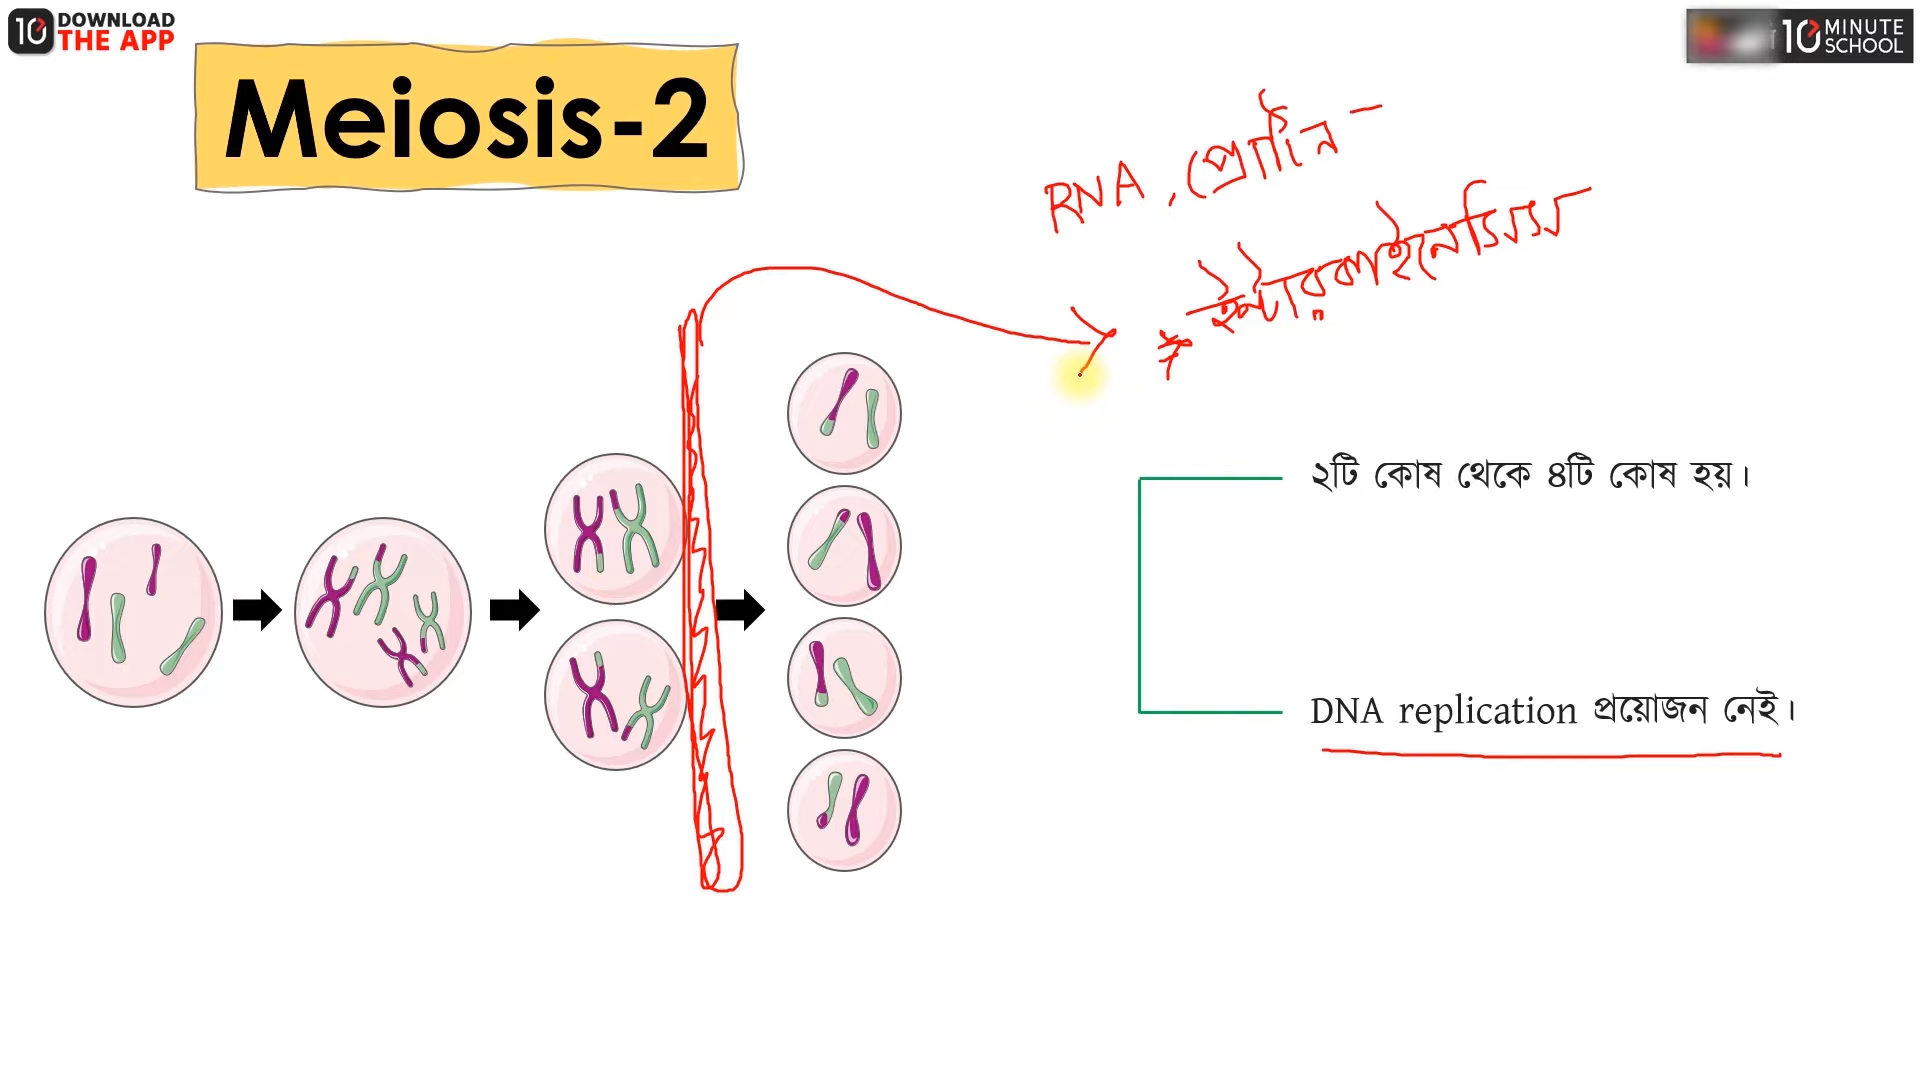 10 DOWNLOAD
THE APP
10 MINUTE
SCHOOL
Meiosis-2
RNA, প্রোটিন -
* ইন্টারকাইনেসিস
২টি কোষ থেকে ৪টি কোষ হয়।
DNA replication প্রয়োজন নেই।